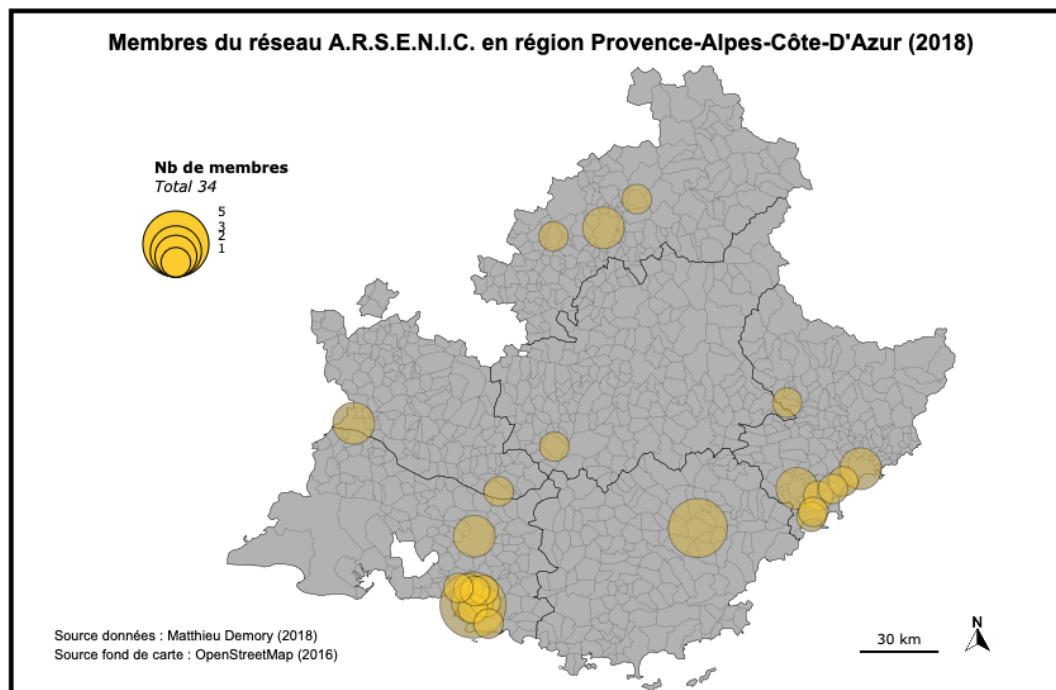 Membres du réseau A.R.S.E.N.I.C. en région Provence-Alpes-Côte-D'Azur (2018)
Nb de membres
Total 34
5
3
2
1
Source données : Matthieu Demory (2018)
Source fond de carte : OpenStreetMap (2016)
30 km
N